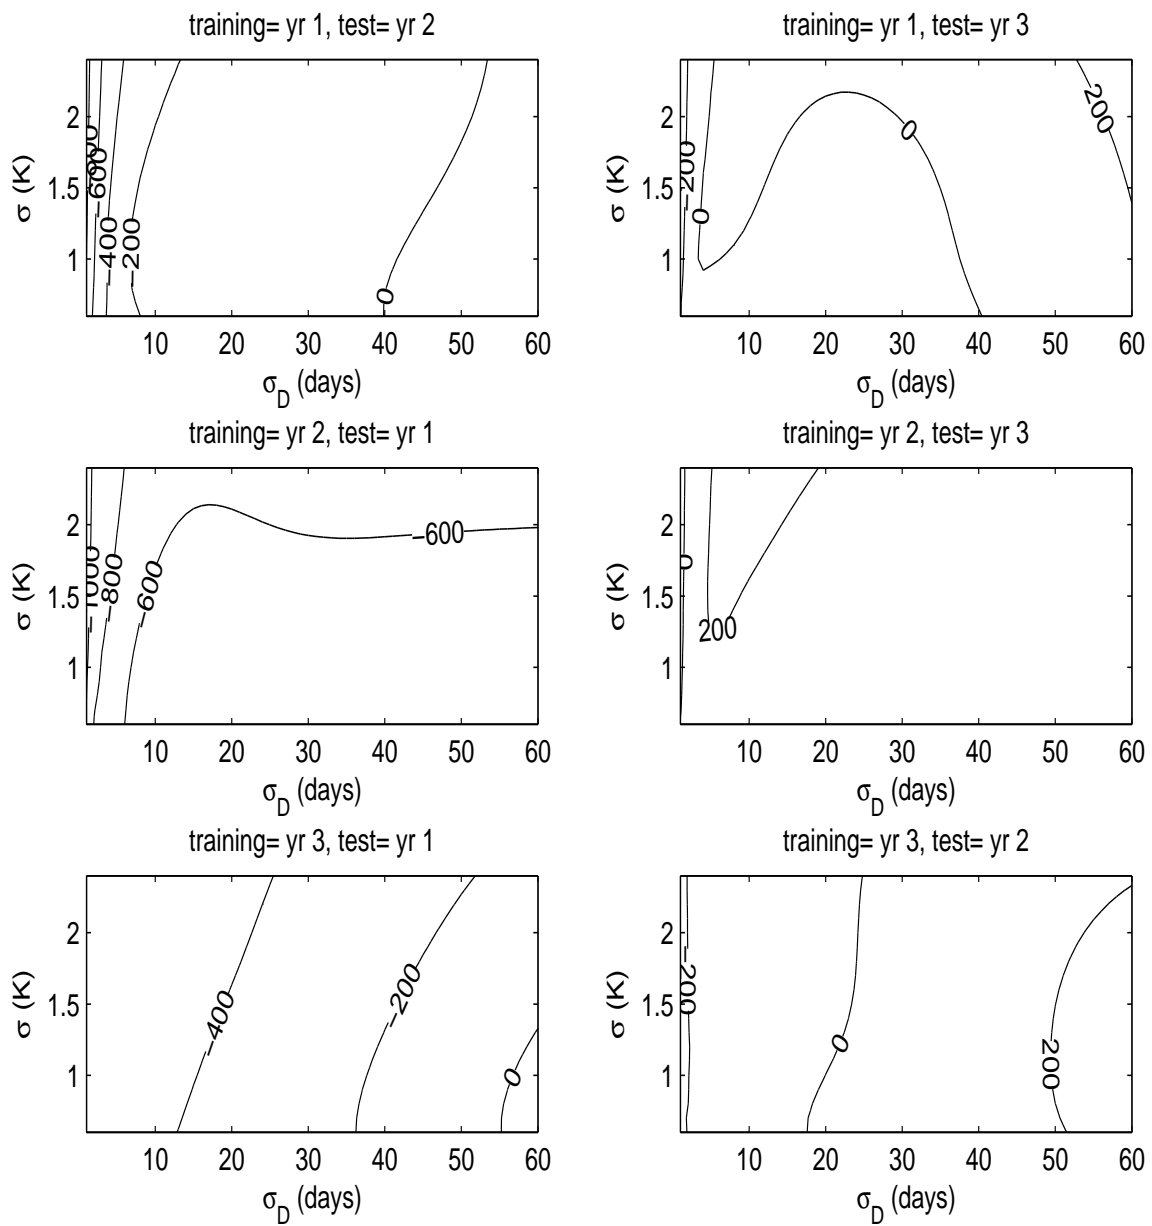 training= yr 1, test= yr 2
2
1.5
1
σ (K)
−600
−400
−200
0
10 20 30 40 50 60
σ_D (days)
training= yr 1, test= yr 3
2
1.5
1
σ (K)
−200
0
0
200
10 20 30 40 50 60
σ_D (days)
training= yr 2, test= yr 1
2
1.5
1
σ (K)
−1000
−800
−600
−600
10 20 30 40 50 60
σ_D (days)
training= yr 2, test= yr 3
2
1.5
1
σ (K)
0
200
10 20 30 40 50 60
σ_D (days)
training= yr 3, test= yr 1
2
1.5
1
σ (K)
−400
−200
0
10 20 30 40 50 60
σ_D (days)
training= yr 3, test= yr 2
2
1.5
1
σ (K)
−200
0
200
10 20 30 40 50 60
σ_D (days)